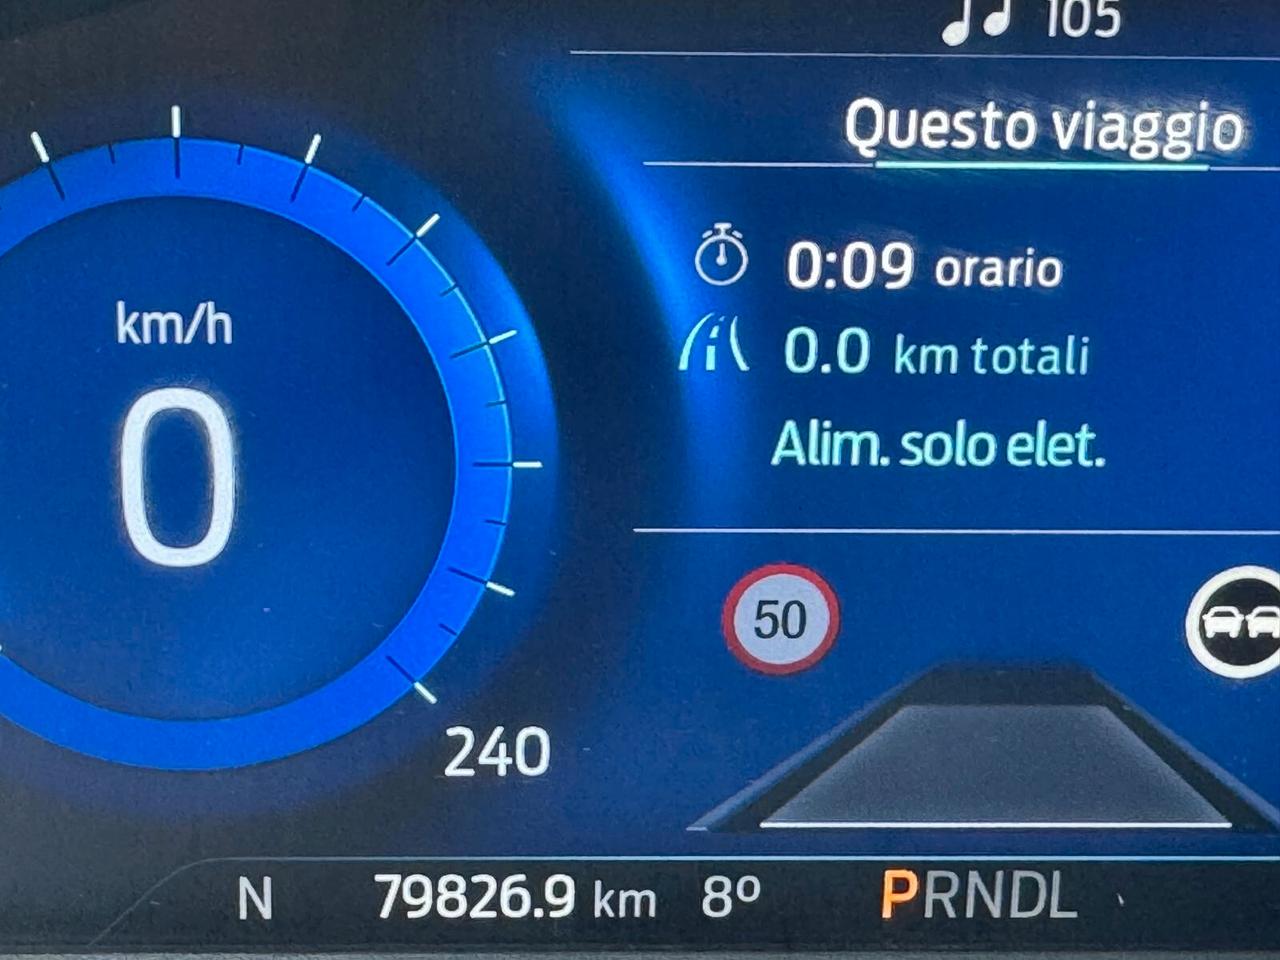 105
Questo viaggio
0:09 orario
0.0 km totali
Alim. solo elet.
km/h
0
50
240
N 79826.9 km 8° PRNDL